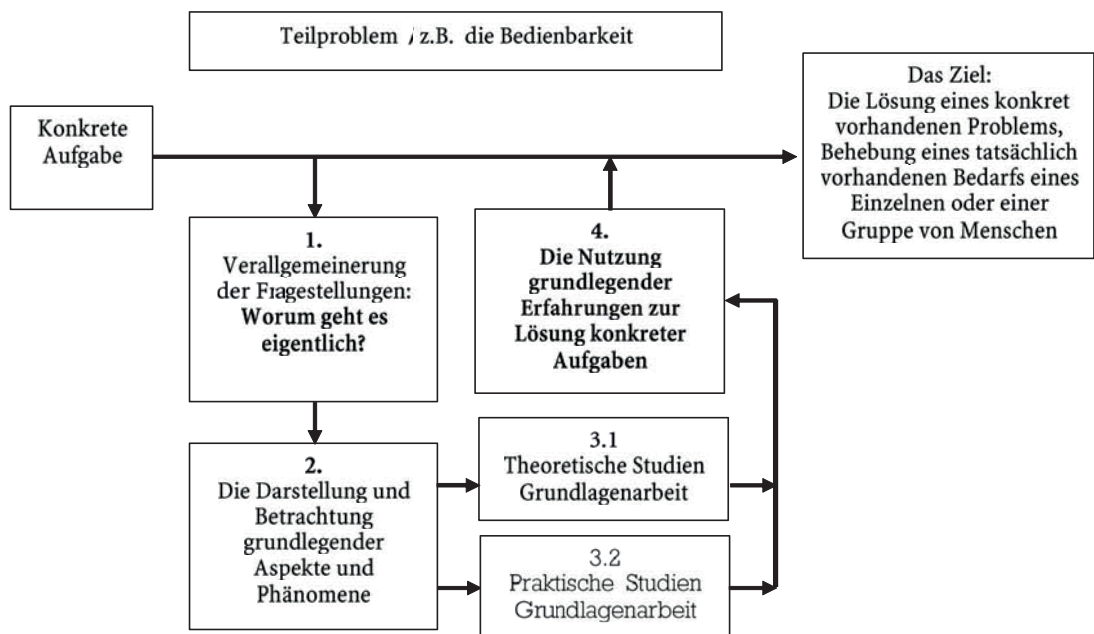 Teilproblem / z.B. die Bedienbarkeit
Konkrete
Aufgabe
Das Ziel:
Die Lösung eines konkret
vorhandenen Problems,
Behebung eines tatsächlich
vorhandenen Bedarfs eines
Einzelnen oder einer
Gruppe von Menschen
1.
Verallgemeinerung
der Fragestellungen:
Worum geht es
eigentlich?
4.
Die Nutzung
grundlegender
Erfahrungen zur
Lösung konkreter
Aufgaben
2.
Die Darstellung und
Betrachtung
grundlegender
Aspekte und
Phänomene
3.1
Theoretische Studien
Grundlagenarbeit
3.2
Praktische Studien
Grundlagenarbeit